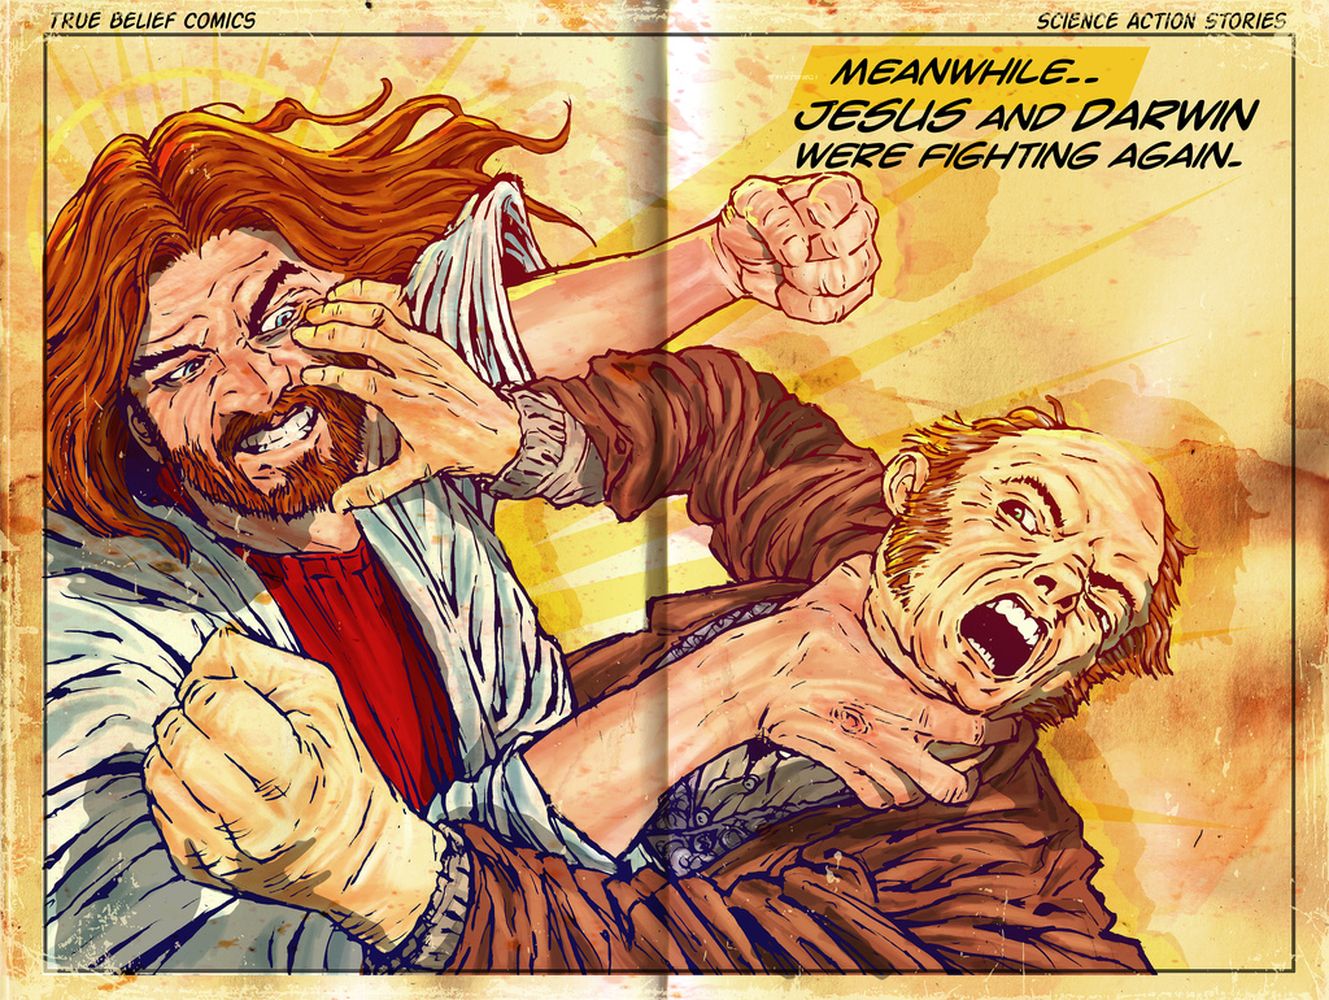 TRUE BELIEF COMICS
SCIENCE ACTION STORIES
MEANWHILE..
JESUS AND DARWIN
WERE FIGHTING AGAIN.